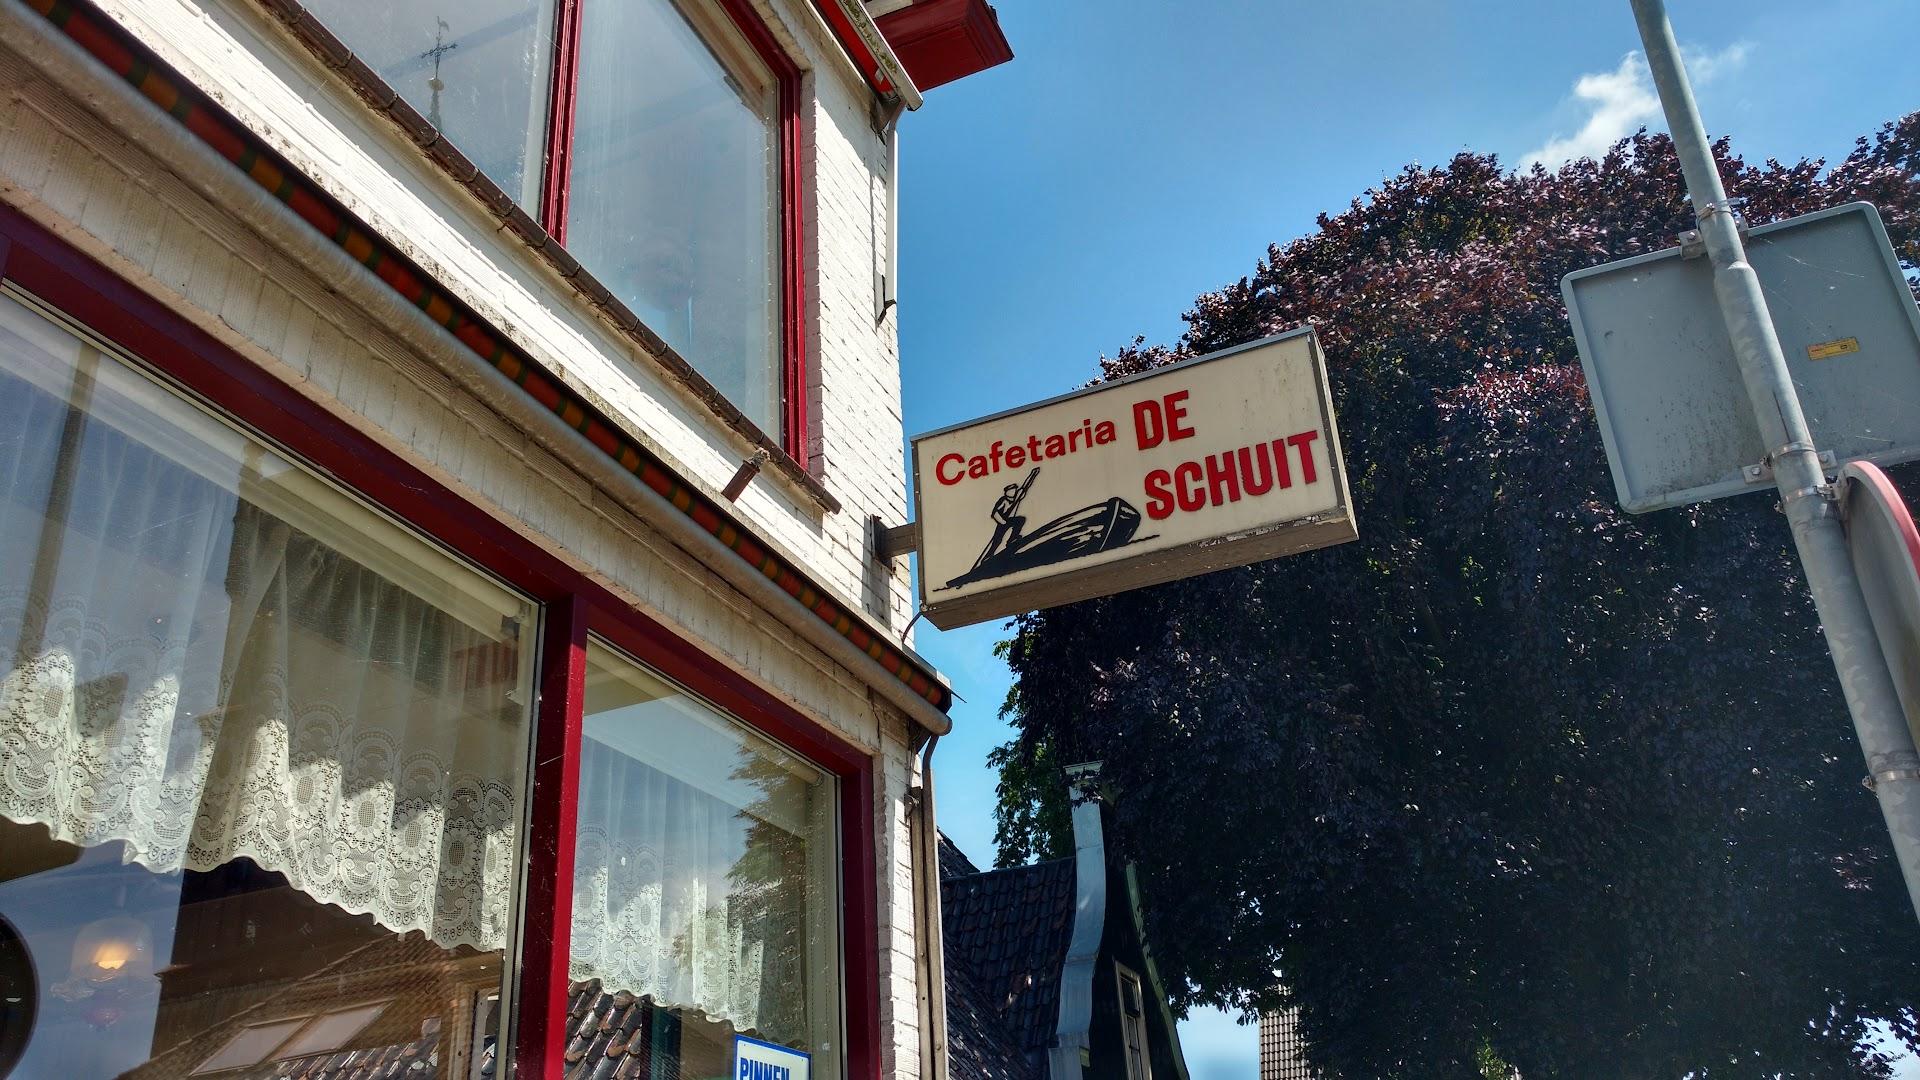 Cafetaria DE
SCHUIT
PINNEN